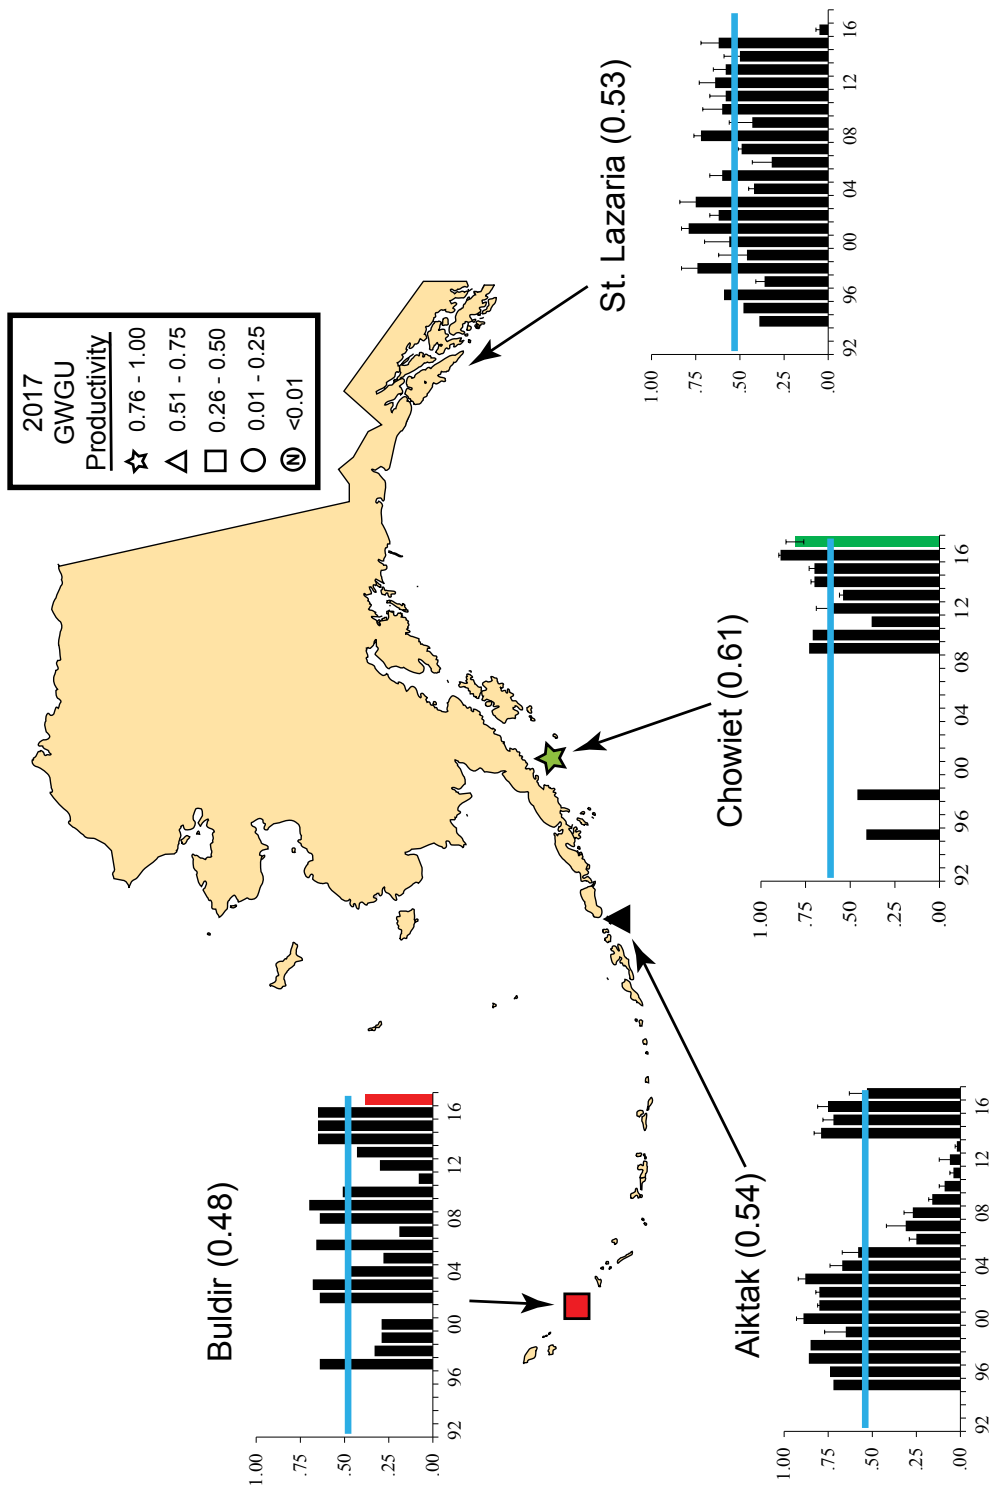 2017
GWGU
Productivity
0.76 - 1.00
0.51 - 0.75
0.26 - 0.50
0.01 - 0.25
N <0.01
Buldir (0.48)
1.00
.75
.50
.25
.00
92 96 00 04 08 12 16
Aiktak (0.54)
1.00
.75
.50
.25
.00
92 96 00 04 08 12 16
Chowiet (0.61)
1.00
.75
.50
.25
.00
92 96 00 04 08 12 16
St. Lazaria (0.53)
1.00
.75
.50
.25
.00
92 96 00 04 08 12 16